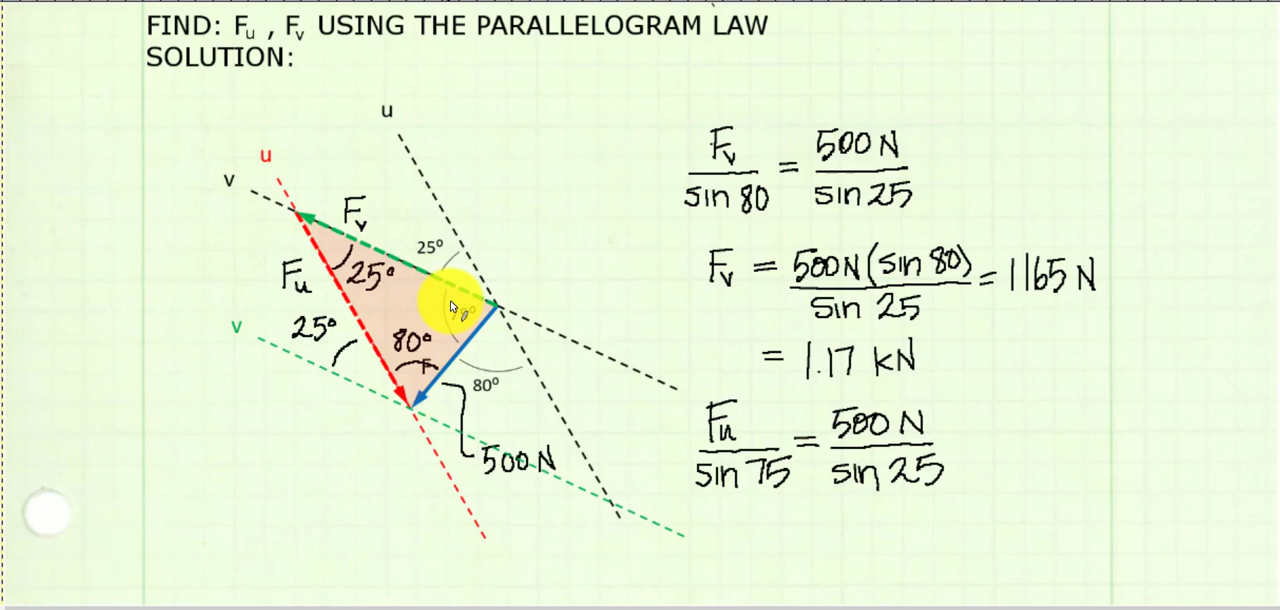 FIND: Fu , Fv USING THE PARALLELOGRAM LAW
SOLUTION:
u
u
v
Fv
25°
Fu
25°
v
25°
80°
F
80°
500 N
Fv / sin 80 = 500 N / sin 25
Fv = 500N (sin 80) / sin 25 = 1165 N
= 1.17 kN
Fu / sin 75 = 500 N / sin 25